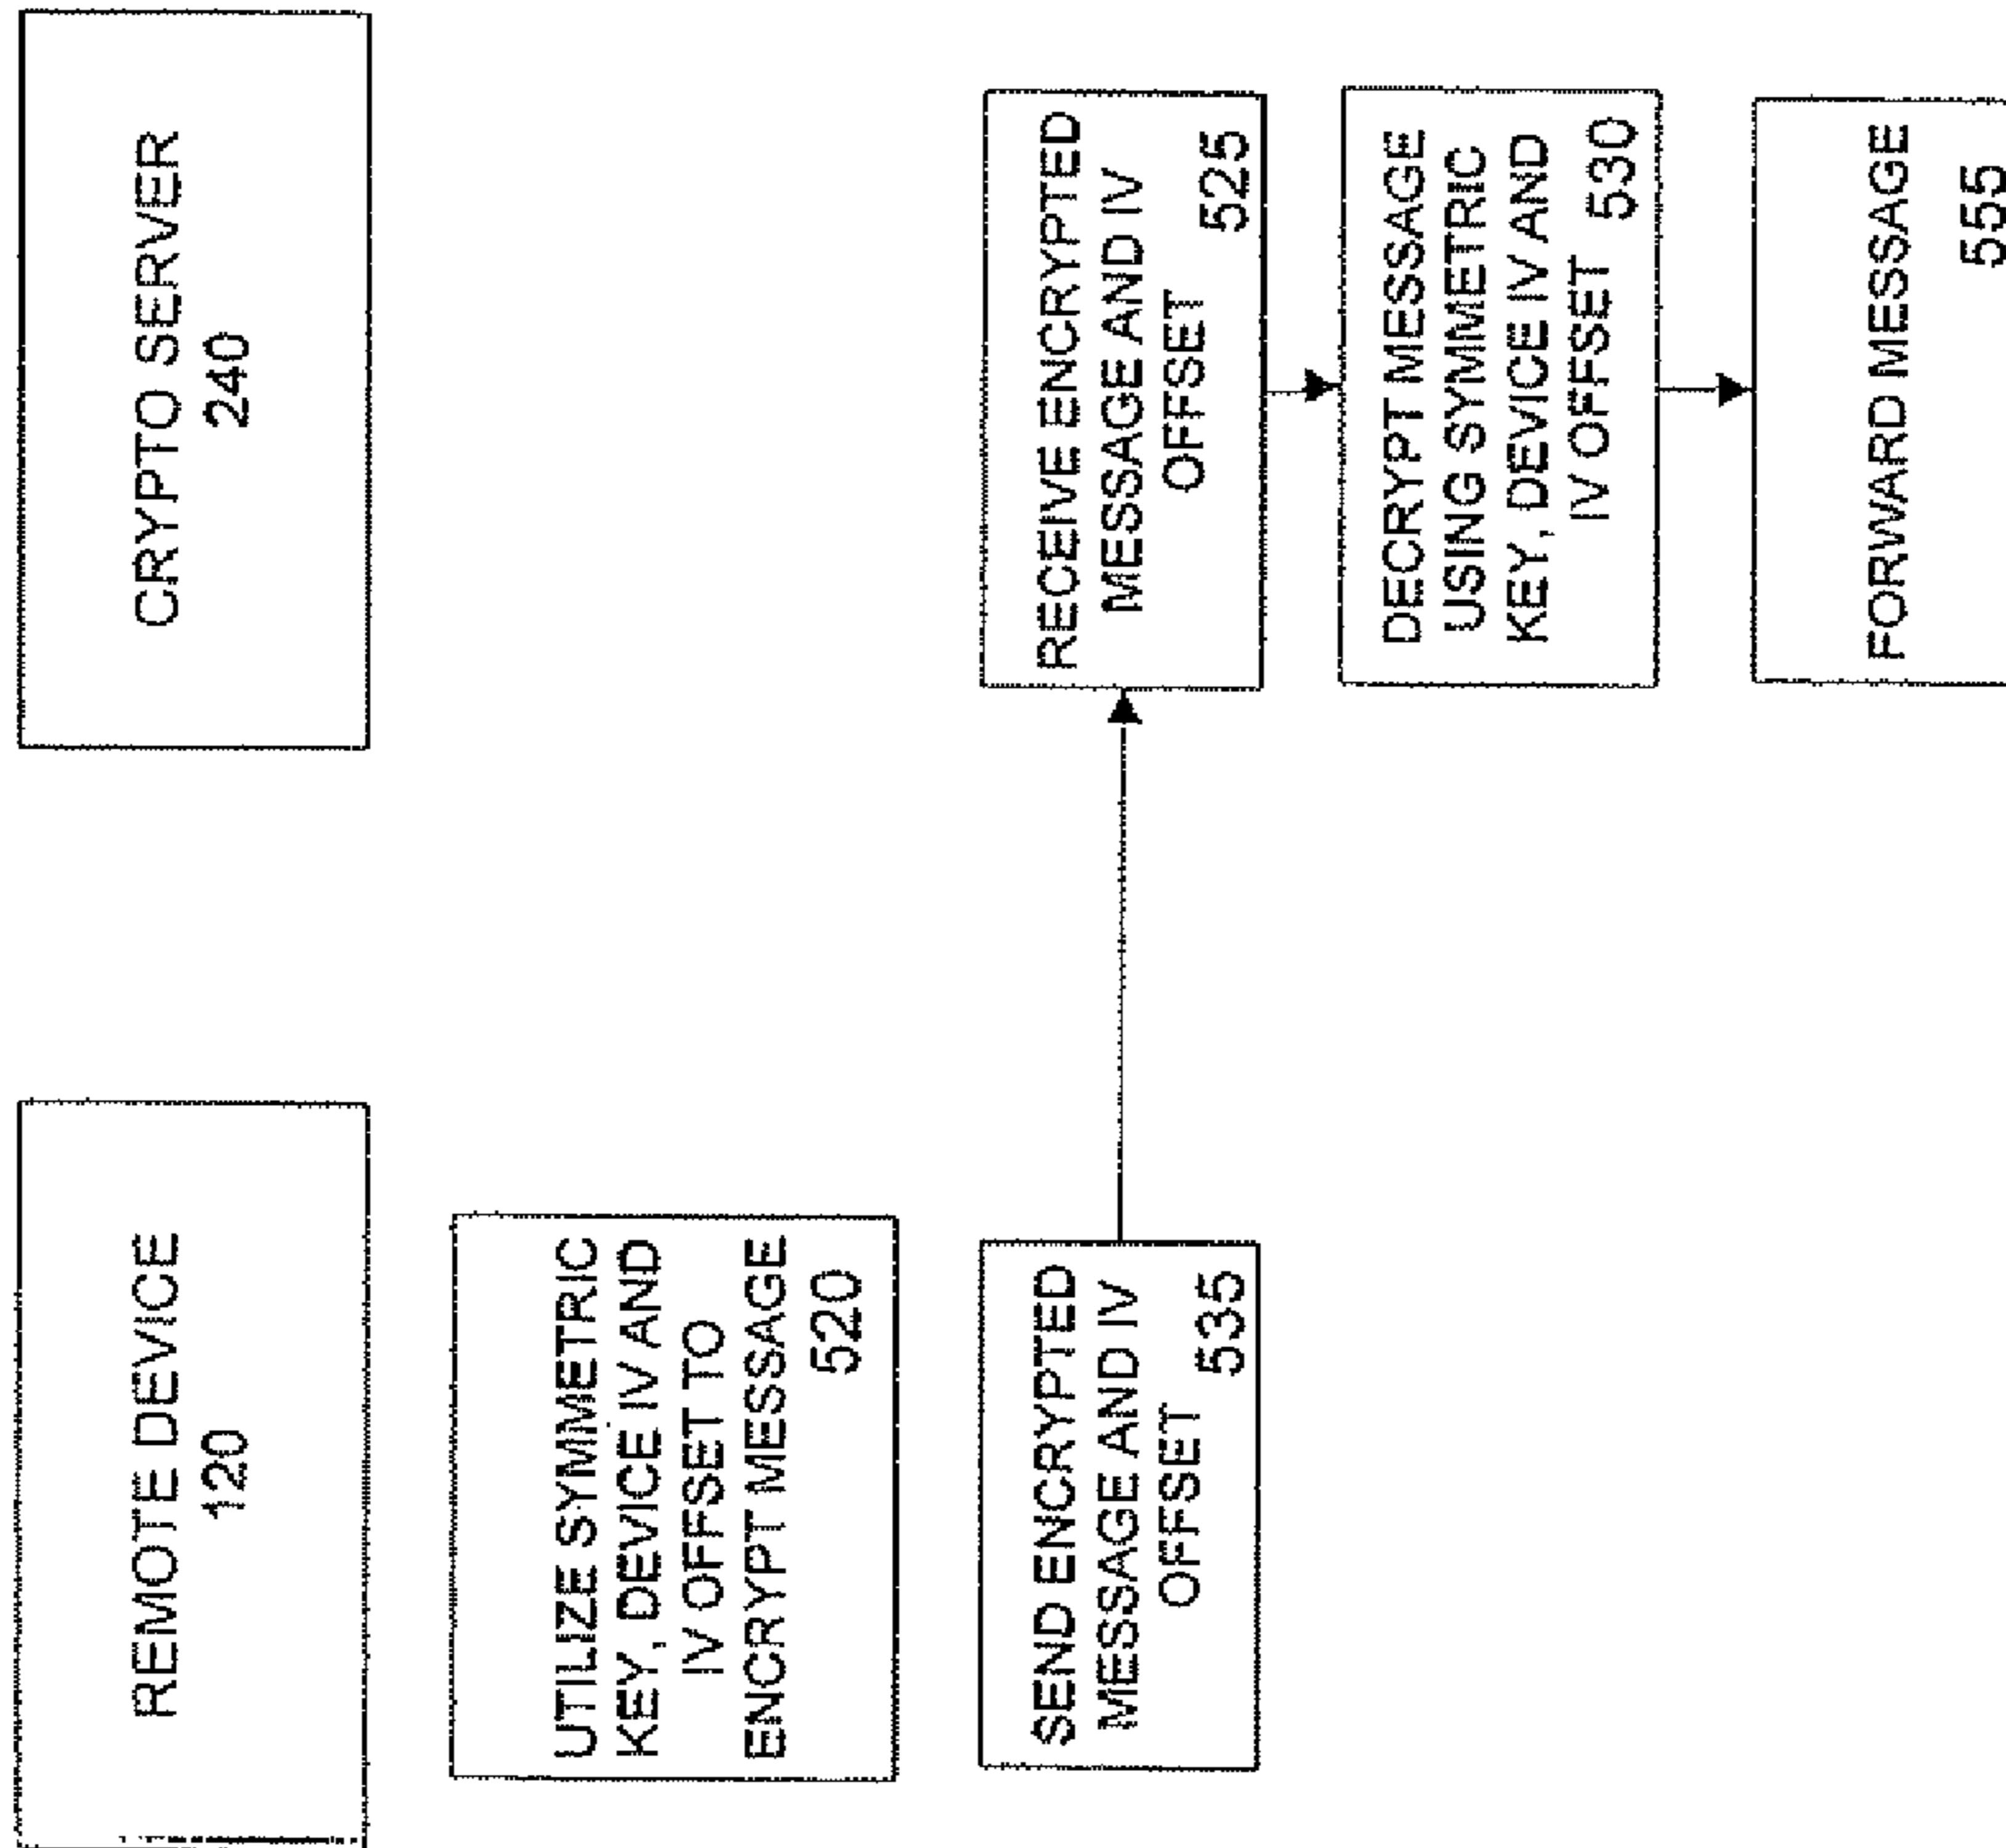 REMOTE DEVICE
120
CRYPTO SERVER
240
UTILIZE SYMMETRIC
KEY, DEVICE IV AND
IV OFFSET TO
ENCRYPT MESSAGE
520
SEND ENCRYPTED
MESSAGE AND IV
OFFSET
535
RECEIVE ENCRYPTED
MESSAGE AND IV
OFFSET
525
DECRYPT MESSAGE
USING SYMMETRIC
KEY, DEVICE IV AND
IV OFFSET 530
FORWARD MESSAGE
555